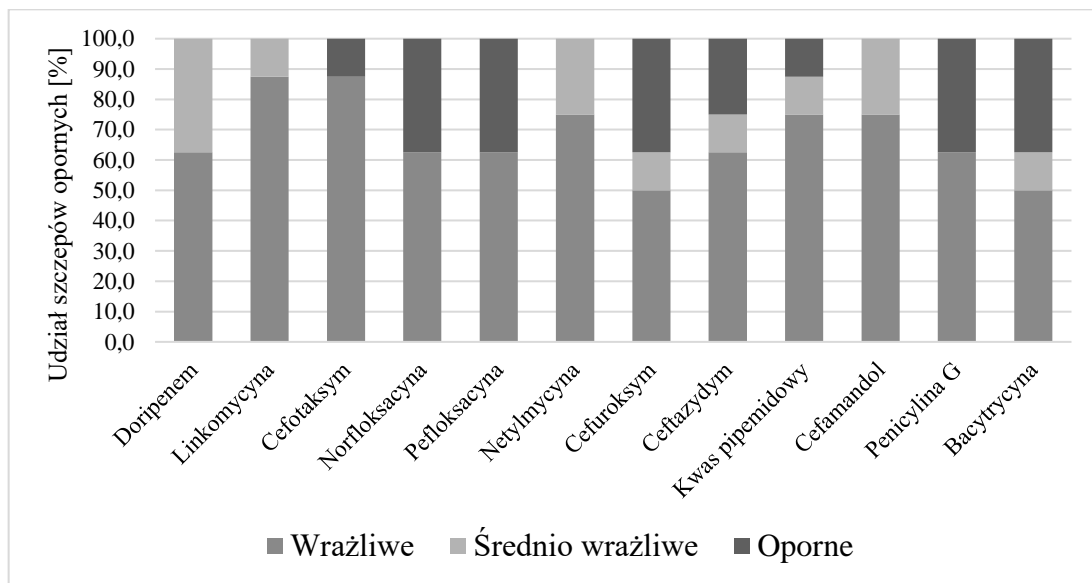 Udział szczepów opornych [%]
100,0
90,0
80,0
70,0
60,0
50,0
40,0
30,0
20,0
10,0
0,0
Doripenem
Linkomycyna
Cefotaksym
Norfloksacyna
Pefloksacyna
Netylmycyna
Cefuroksym
Ceftazydym
Kwas pipemidowy
Cefamandol
Penicylina G
Bacytrycyna
Wrażliwe Średnio wrażliwe Oporne